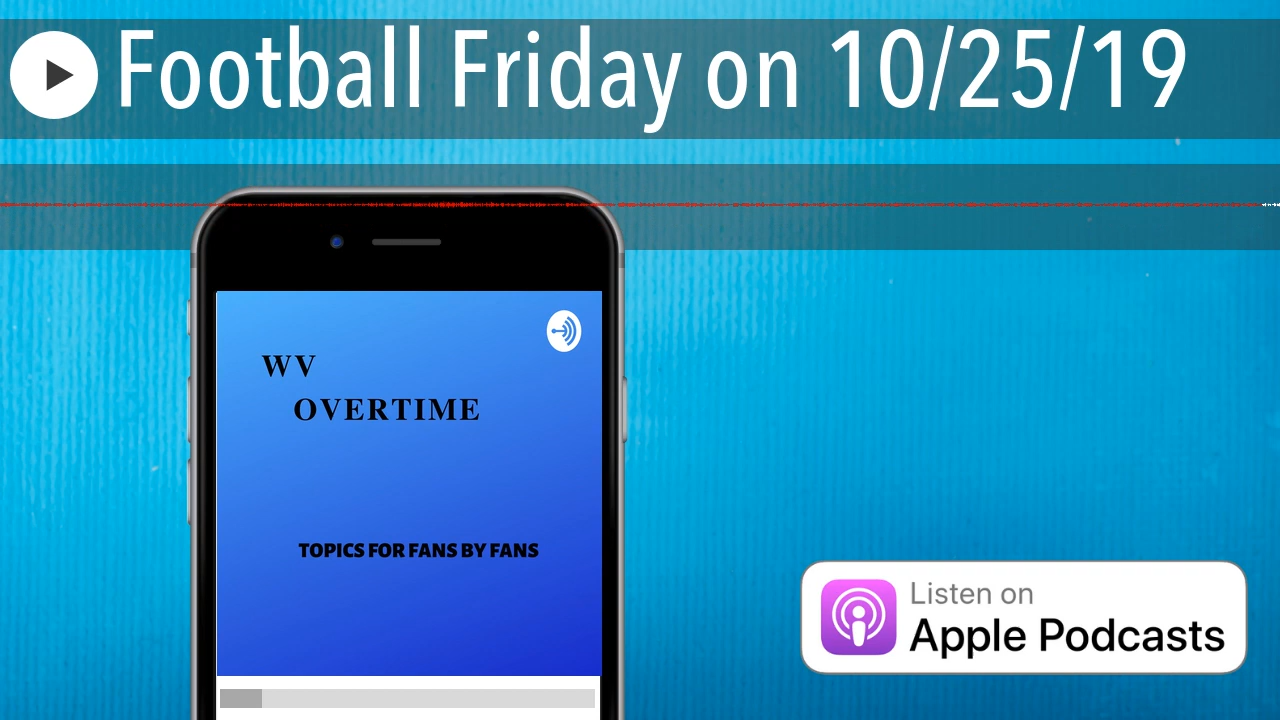 Football Friday on 10/25/19
WV
OVERTIME
TOPICS FOR FANS BY FANS
Listen on
Apple Podcasts